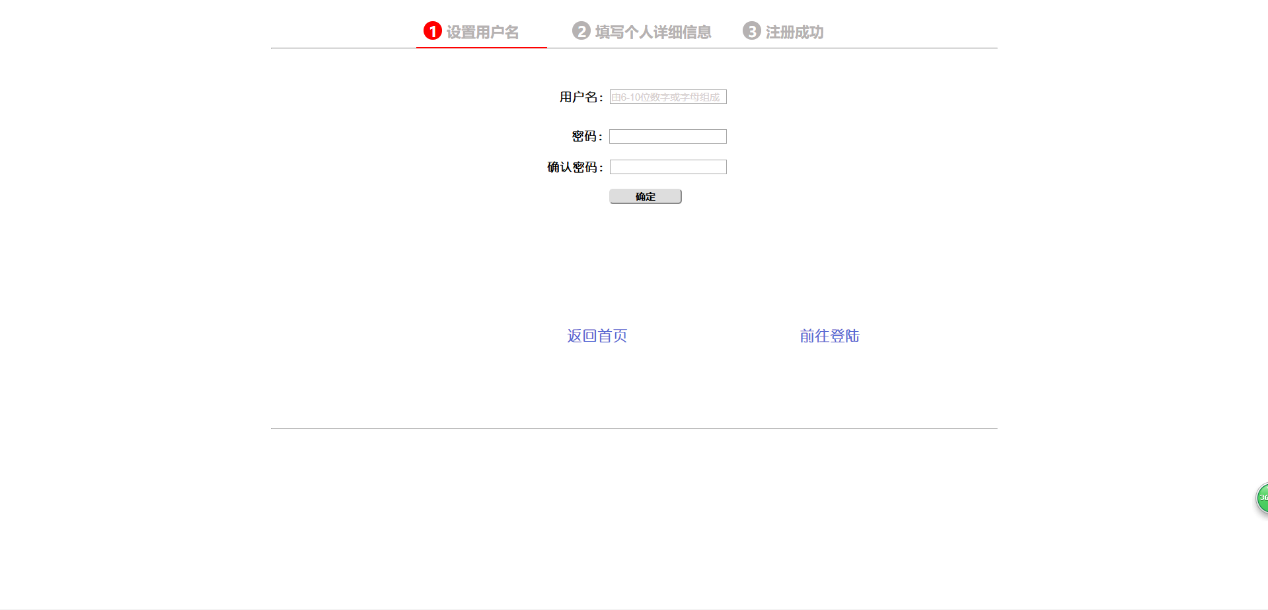 1 设置用户名 2 填写个人详细信息 3 注册成功
用户名： 由6-10位数字或字母组成
密码：
确认密码：
确定
返回首页 前往登陆